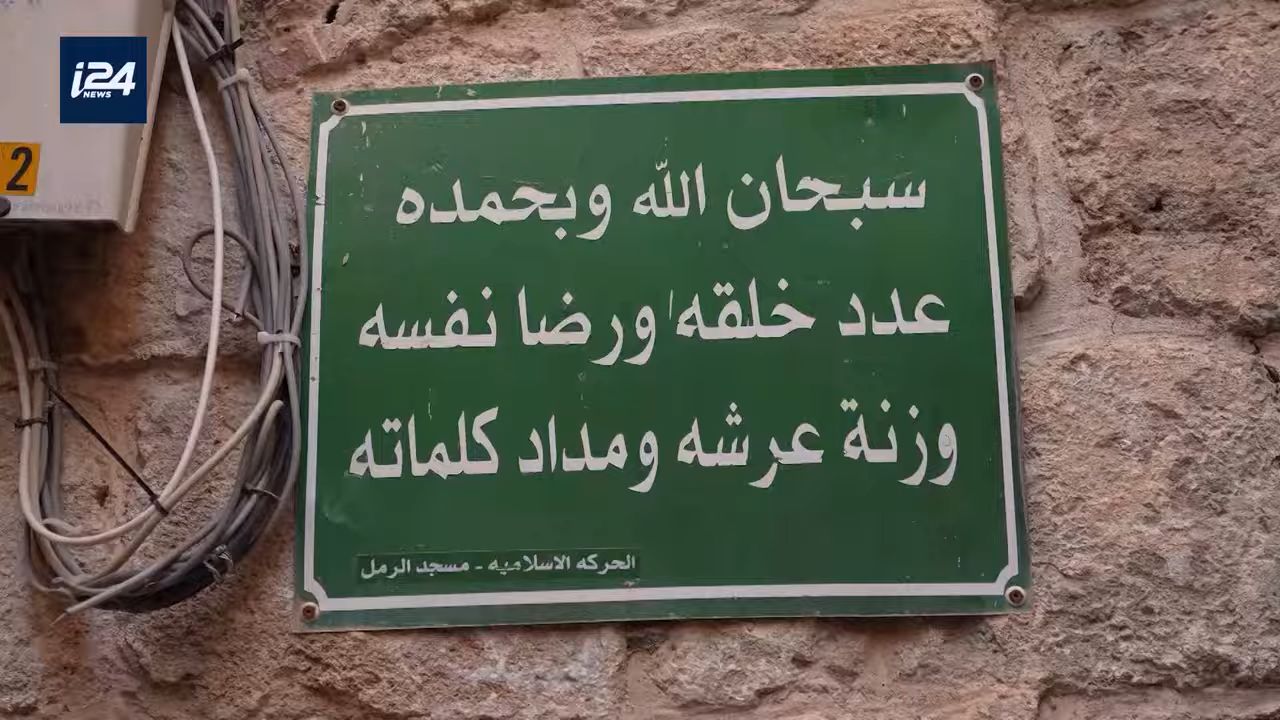 i24
NEWS
2
سبحان الله وبحمده
عدد خلقه ورضا نفسه
وزنة عرشه ومداد كلماته
الحركه الاسلاميه - مسجد الرمل